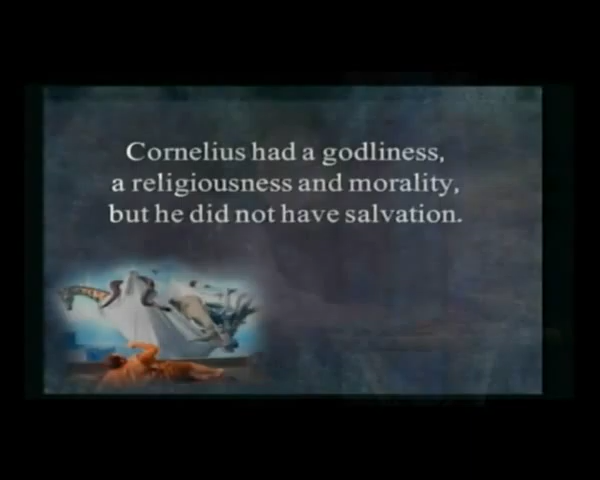 Cornelius had a godliness,
a religiousness and morality,
but he did not have salvation.